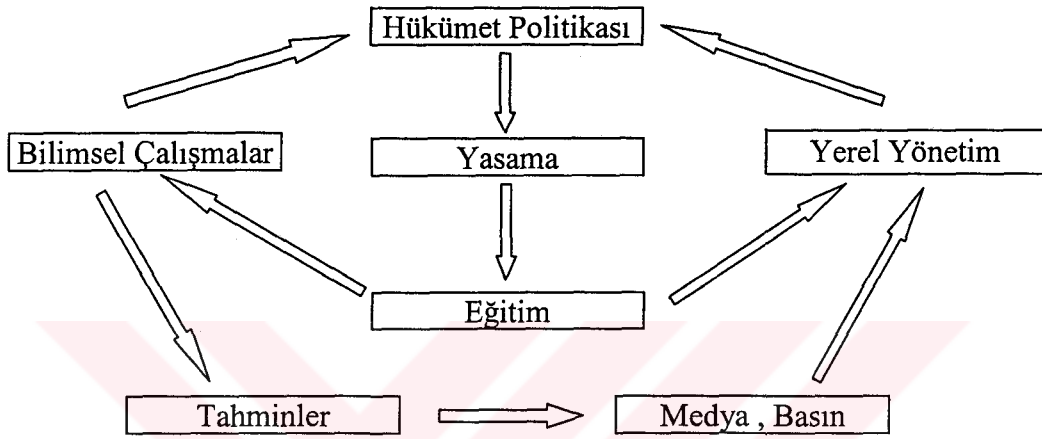 Hükümet Politikası
Bilimsel Çalışmalar
Yasama
Yerel Yönetim
Eğitim
Tahminler
Medya , Basın